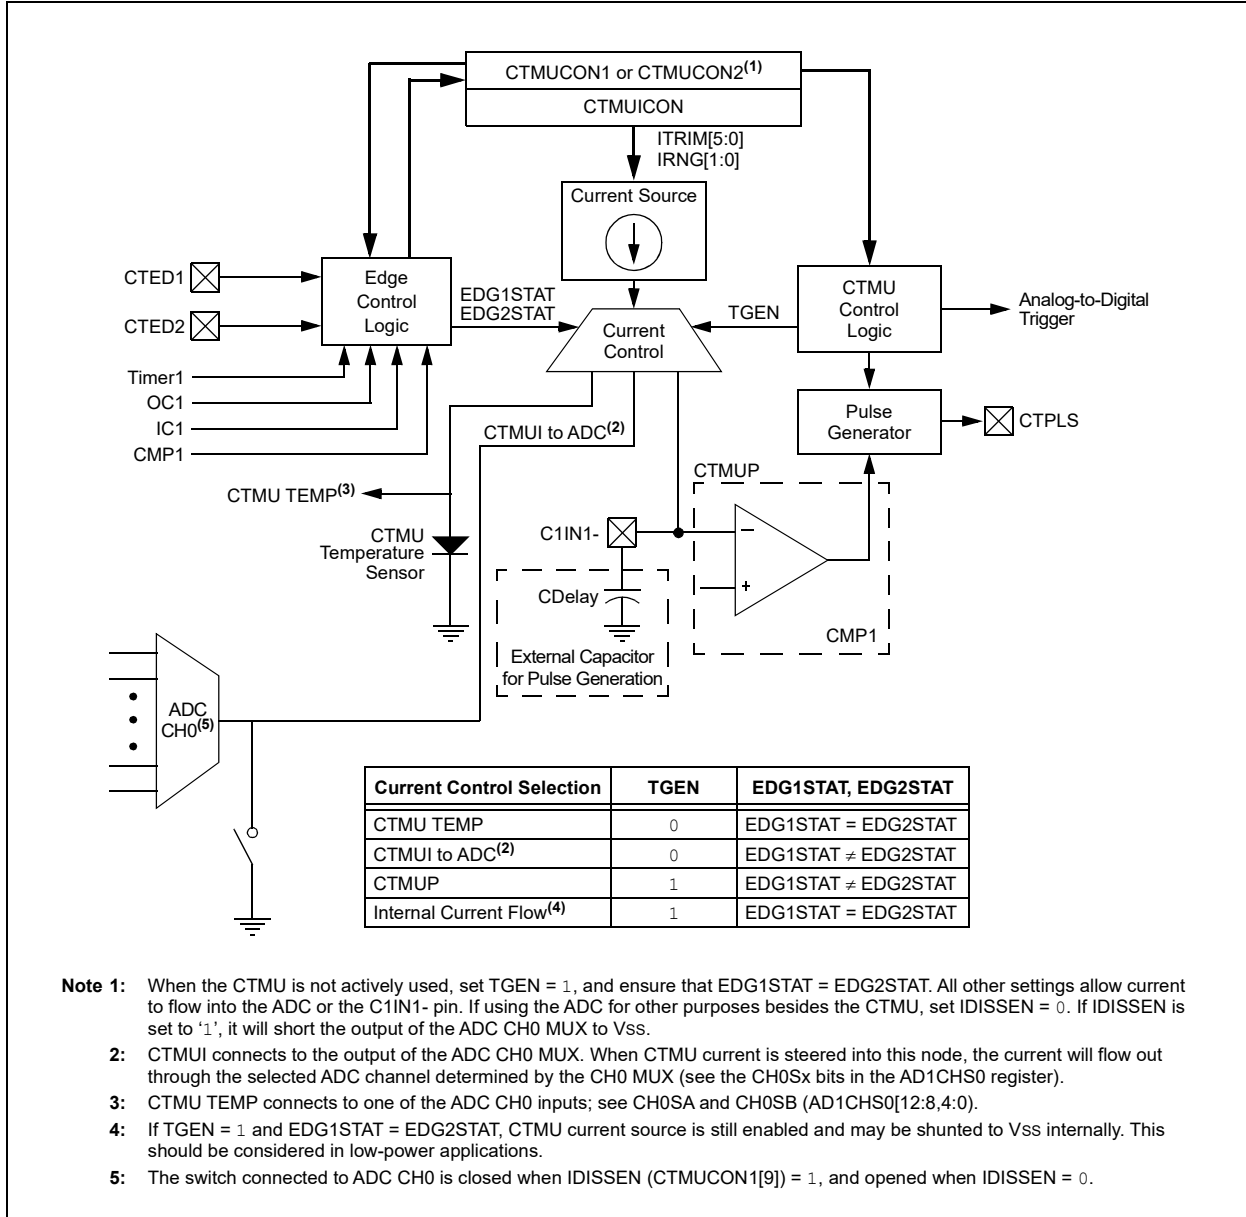 CTMUCON1 or CTMUCON2(1)
CTMUICON
ITRIM[5:0]
IRNG[1:0]
Current Source
CTED1
CTED2
Edge
Control
Logic
EDG1STAT
EDG2STAT
Current
Control
TGEN
CTMU
Control
Logic
Analog-to-Digital
Trigger
Timer1
OC1
IC1
CMP1
CTMUI to ADC(2)
Pulse
Generator
CTPLS
CTMU TEMP(3)
CTMUP
CTMU
Temperature
Sensor
C1IN1-
−
+
CDelay
CMP1
External Capacitor
for Pulse Generation
ADC
CH0(5)
Current Control Selection TGEN EDG1STAT, EDG2STAT
CTMU TEMP 0 EDG1STAT = EDG2STAT
CTMUI to ADC(2) 0 EDG1STAT ≠ EDG2STAT
CTMUP 1 EDG1STAT ≠ EDG2STAT
Internal Current Flow(4) 1 EDG1STAT = EDG2STAT
Note 1: When the CTMU is not actively used, set TGEN = 1, and ensure that EDG1STAT = EDG2STAT. All other settings allow current
to flow into the ADC or the C1IN1- pin. If using the ADC for other purposes besides the CTMU, set IDISSEN = 0. If IDISSEN is
set to ‘1’, it will short the output of the ADC CH0 MUX to VSS.
2: CTMUI connects to the output of the ADC CH0 MUX. When CTMU current is steered into this node, the current will flow out
through the selected ADC channel determined by the CH0 MUX (see the CH0Sx bits in the AD1CHS0 register).
3: CTMU TEMP connects to one of the ADC CH0 inputs; see CH0SA and CH0SB (AD1CHS0[12:8,4:0).
4: If TGEN = 1 and EDG1STAT = EDG2STAT, CTMU current source is still enabled and may be shunted to VSS internally. This
should be considered in low-power applications.
5: The switch connected to ADC CH0 is closed when IDISSEN (CTMUCON1[9]) = 1, and opened when IDISSEN = 0.